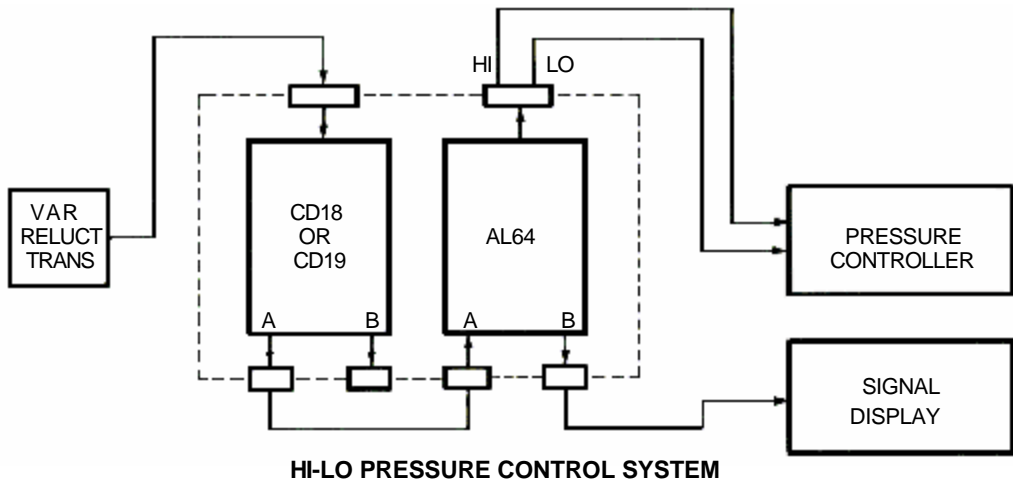 HI
LO
VAR
RELUCT
TRANS
CD18
OR
CD19
AL64
PRESSURE
CONTROLLER
A
B
A
B
SIGNAL
DISPLAY
HI-LO PRESSURE CONTROL SYSTEM